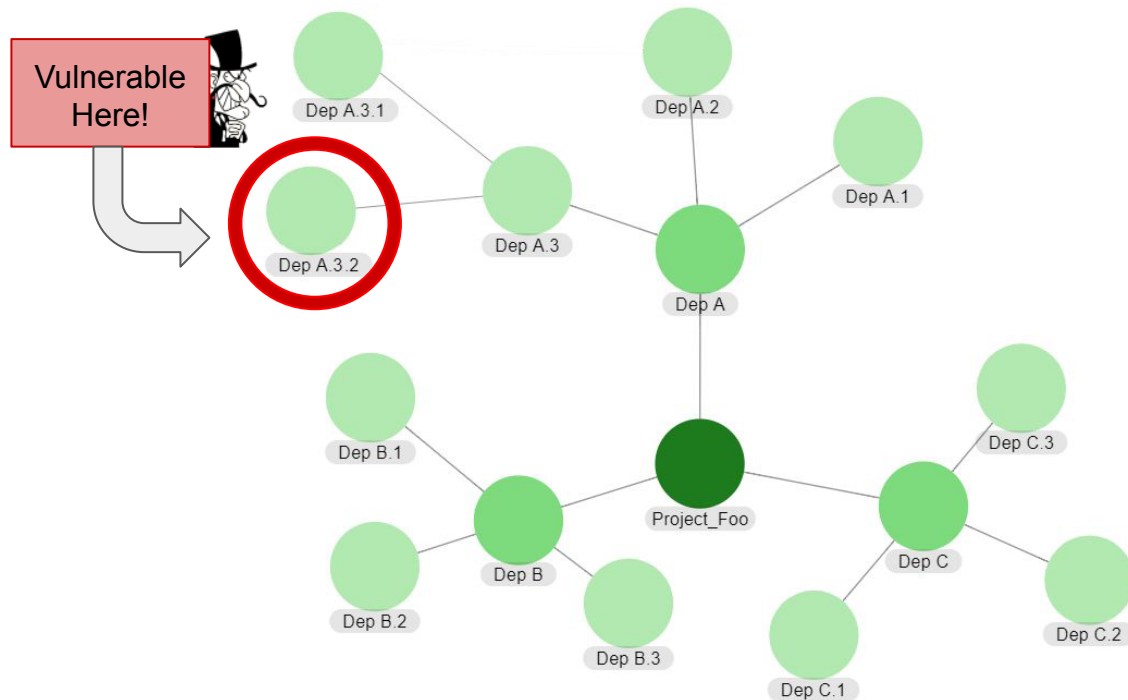 Vulnerable
Here!
Dep A.3.1
Dep A.2
Dep A.1
Dep A.3
Dep A.3.2
Dep A
Dep B.1
Dep C.3
Project_Foo
Dep B
Dep C
Dep B.2
Dep C.2
Dep B.3
Dep C.1